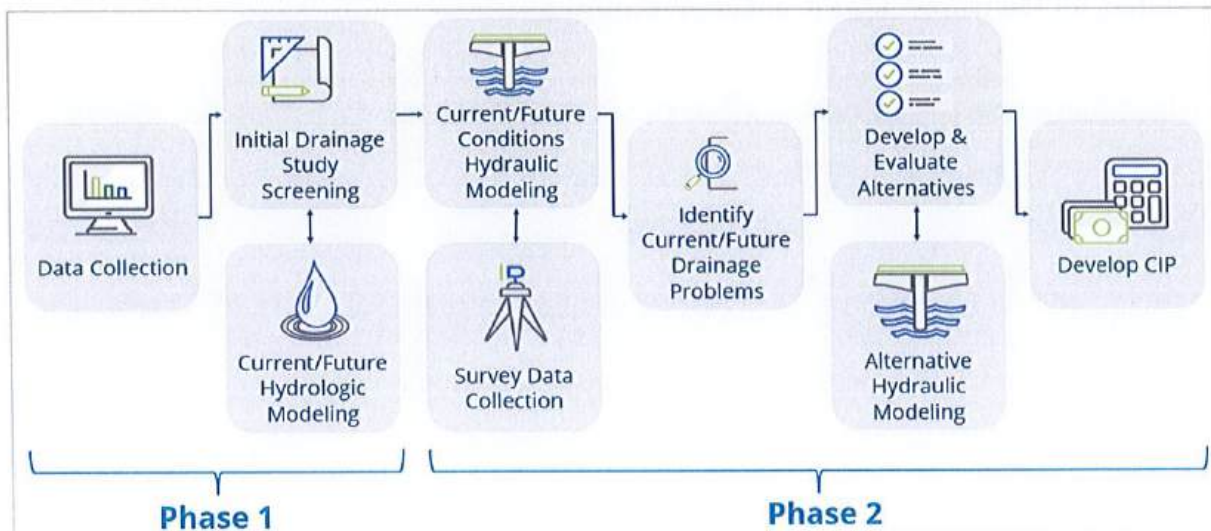 Data Collection
Initial Drainage
Study
Screening
Current/Future
Hydrologic
Modeling
Current/Future
Conditions
Hydraulic
Modeling
Survey Data
Collection
Identify
Current/Future
Drainage
Problems
Develop &
Evaluate
Alternatives
Alternative
Hydraulic
Modeling
Develop CIP
Phase 1
Phase 2